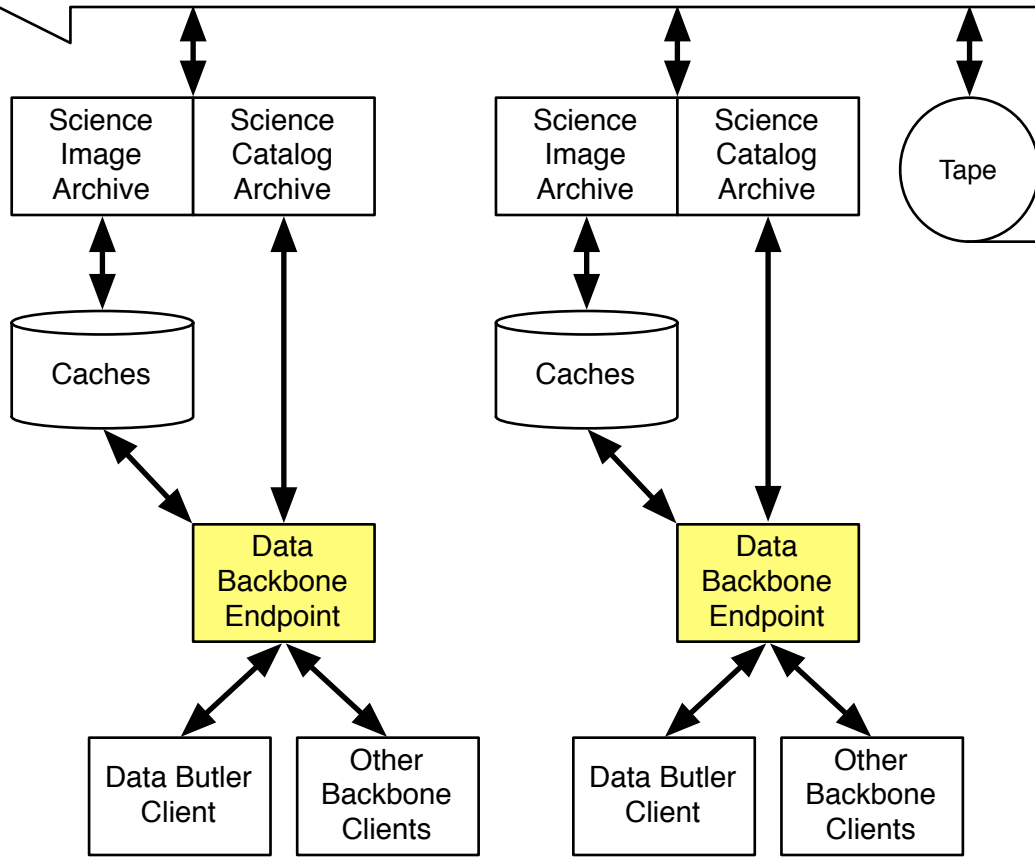 Science
Image
Archive
Science
Catalog
Archive
Science
Image
Archive
Science
Catalog
Archive
Tape
Caches
Caches
Data
Backbone
Endpoint
Data
Backbone
Endpoint
Data Butler
Client
Other
Backbone
Clients
Data Butler
Client
Other
Backbone
Clients